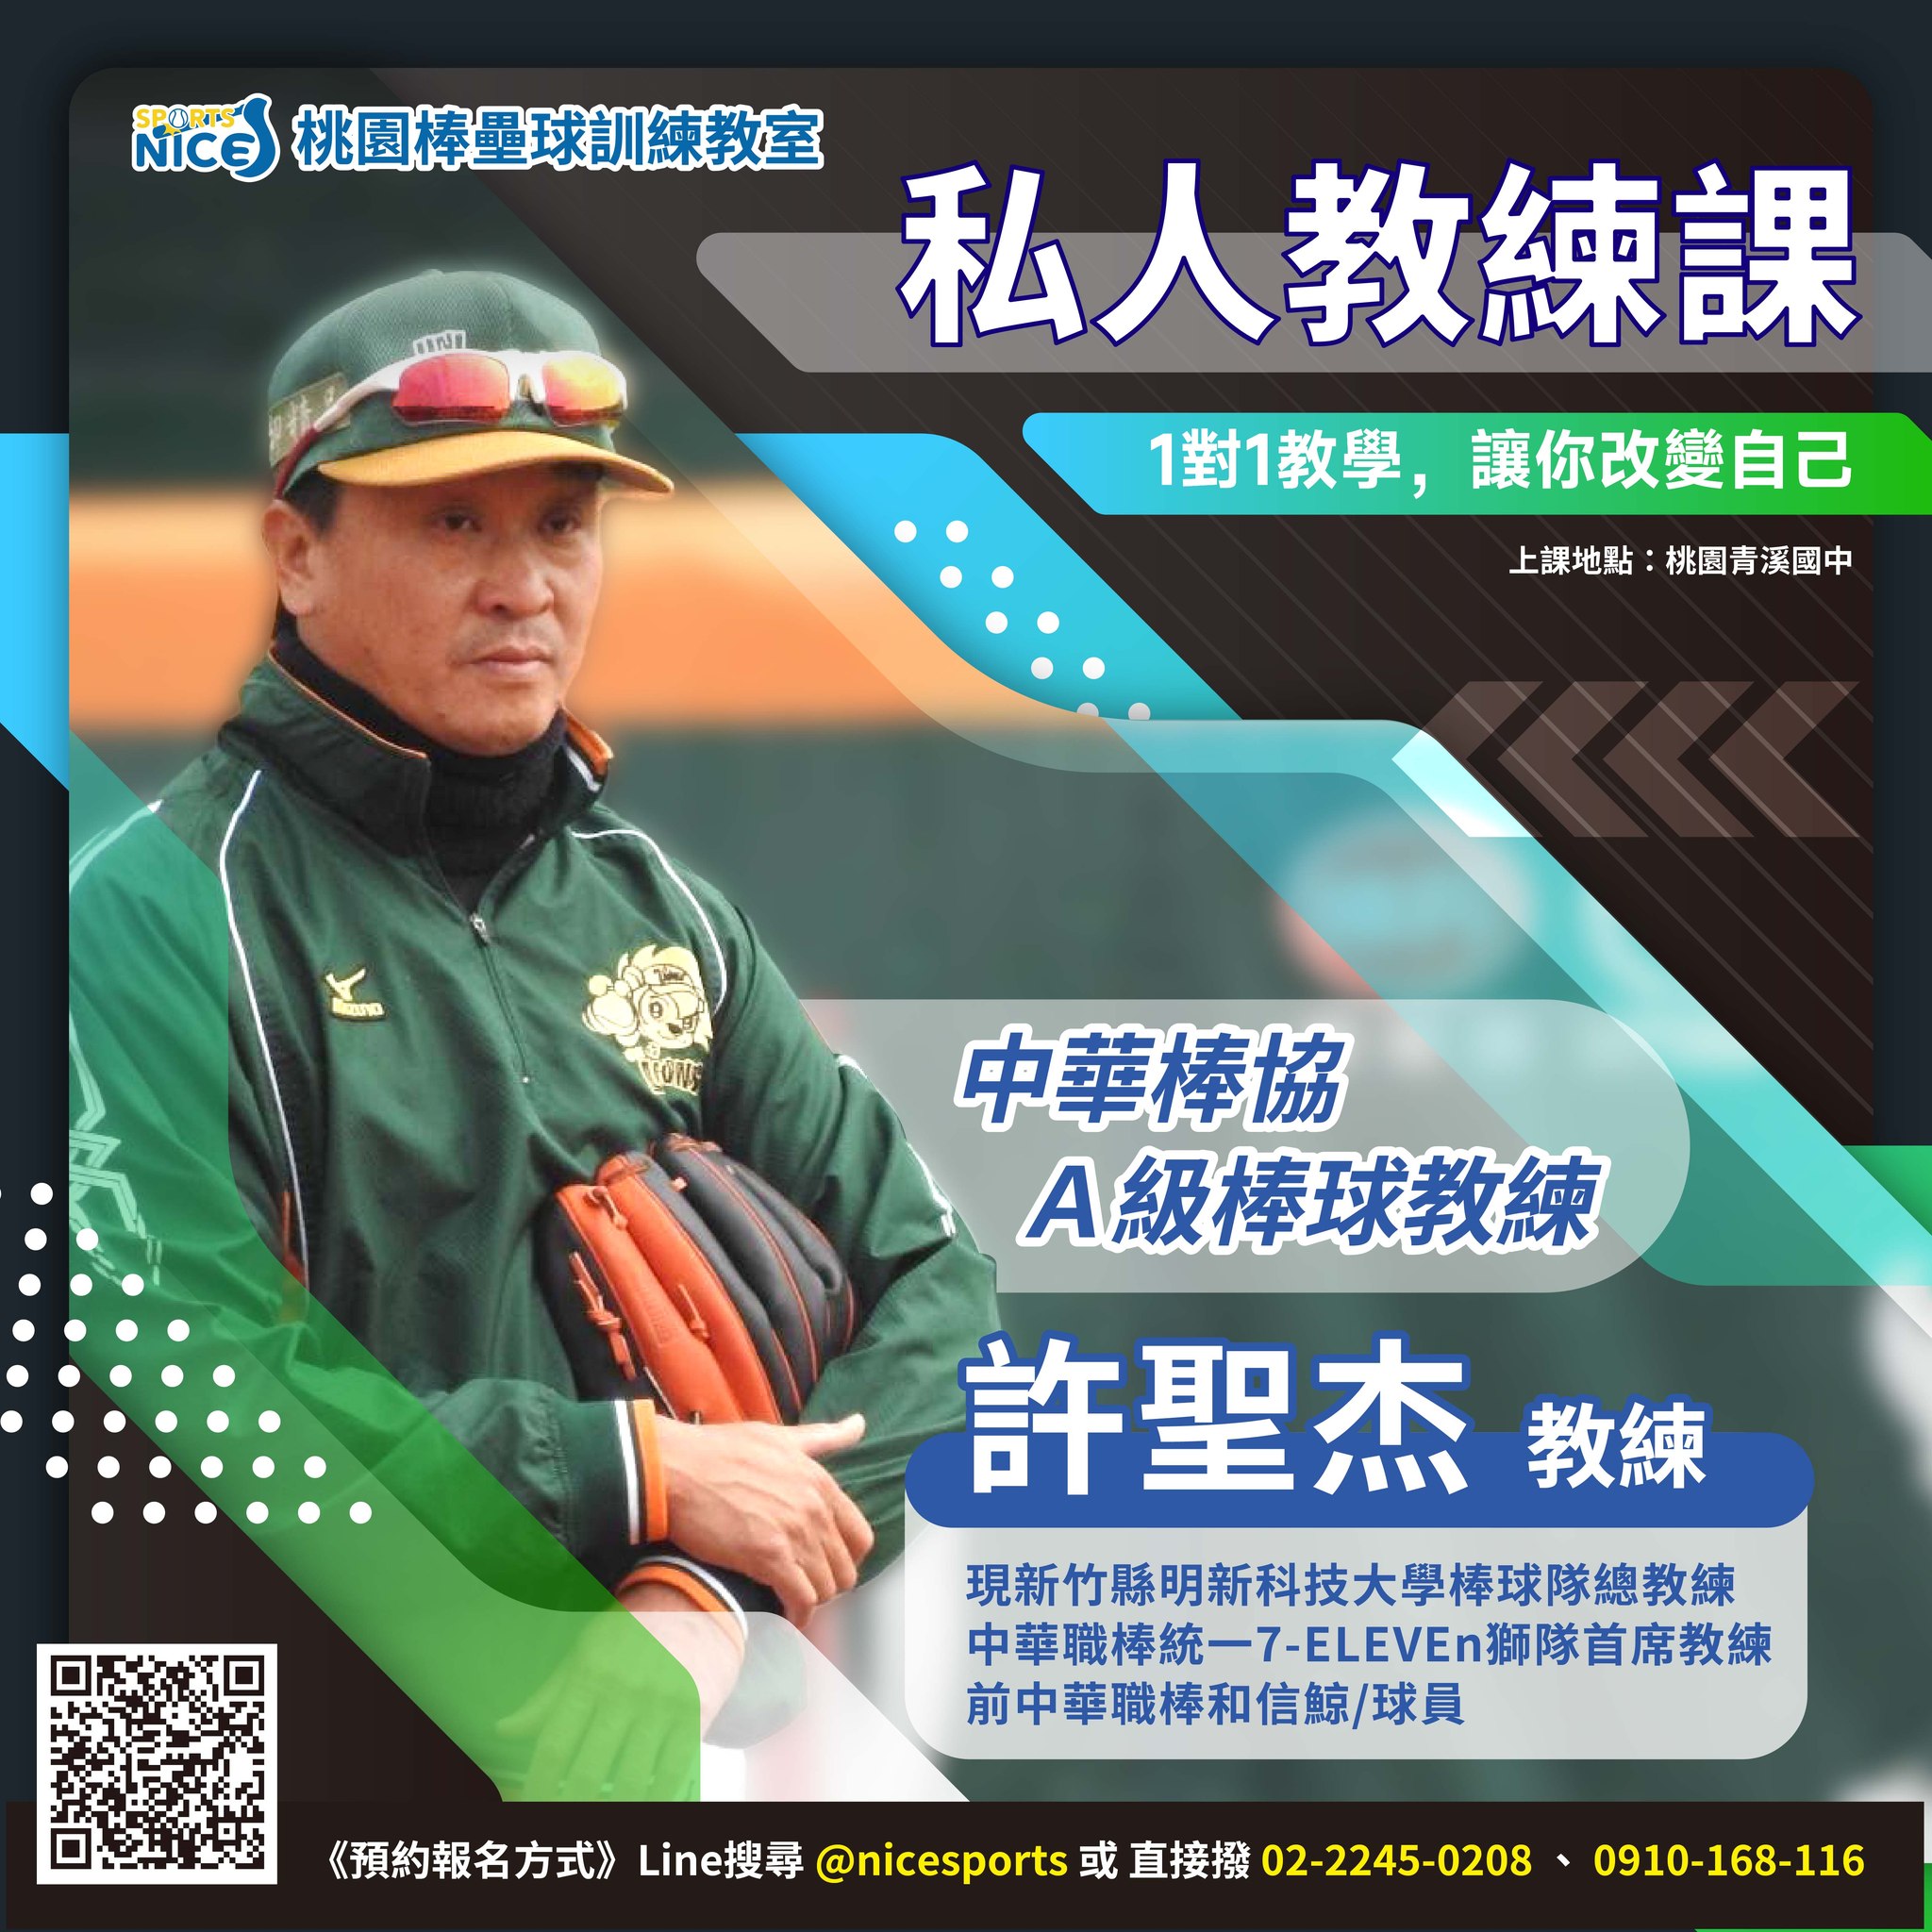 SPORTS
NICE
桃園棒壘球訓練教室
私人教練課
1對1教學，讓你改變自己
上課地點：桃園青溪國中
UNI
MIZUNO
中華棒協
A級棒球教練
許聖杰 教練
現新竹縣明新科技大學棒球隊總教練
中華職棒統一7-ELEVEn獅隊首席教練
前中華職棒和信鯨/球員
《預約報名方式》Line搜尋 @nicesports 或 直接撥 02-2245-0208 、 0910-168-116